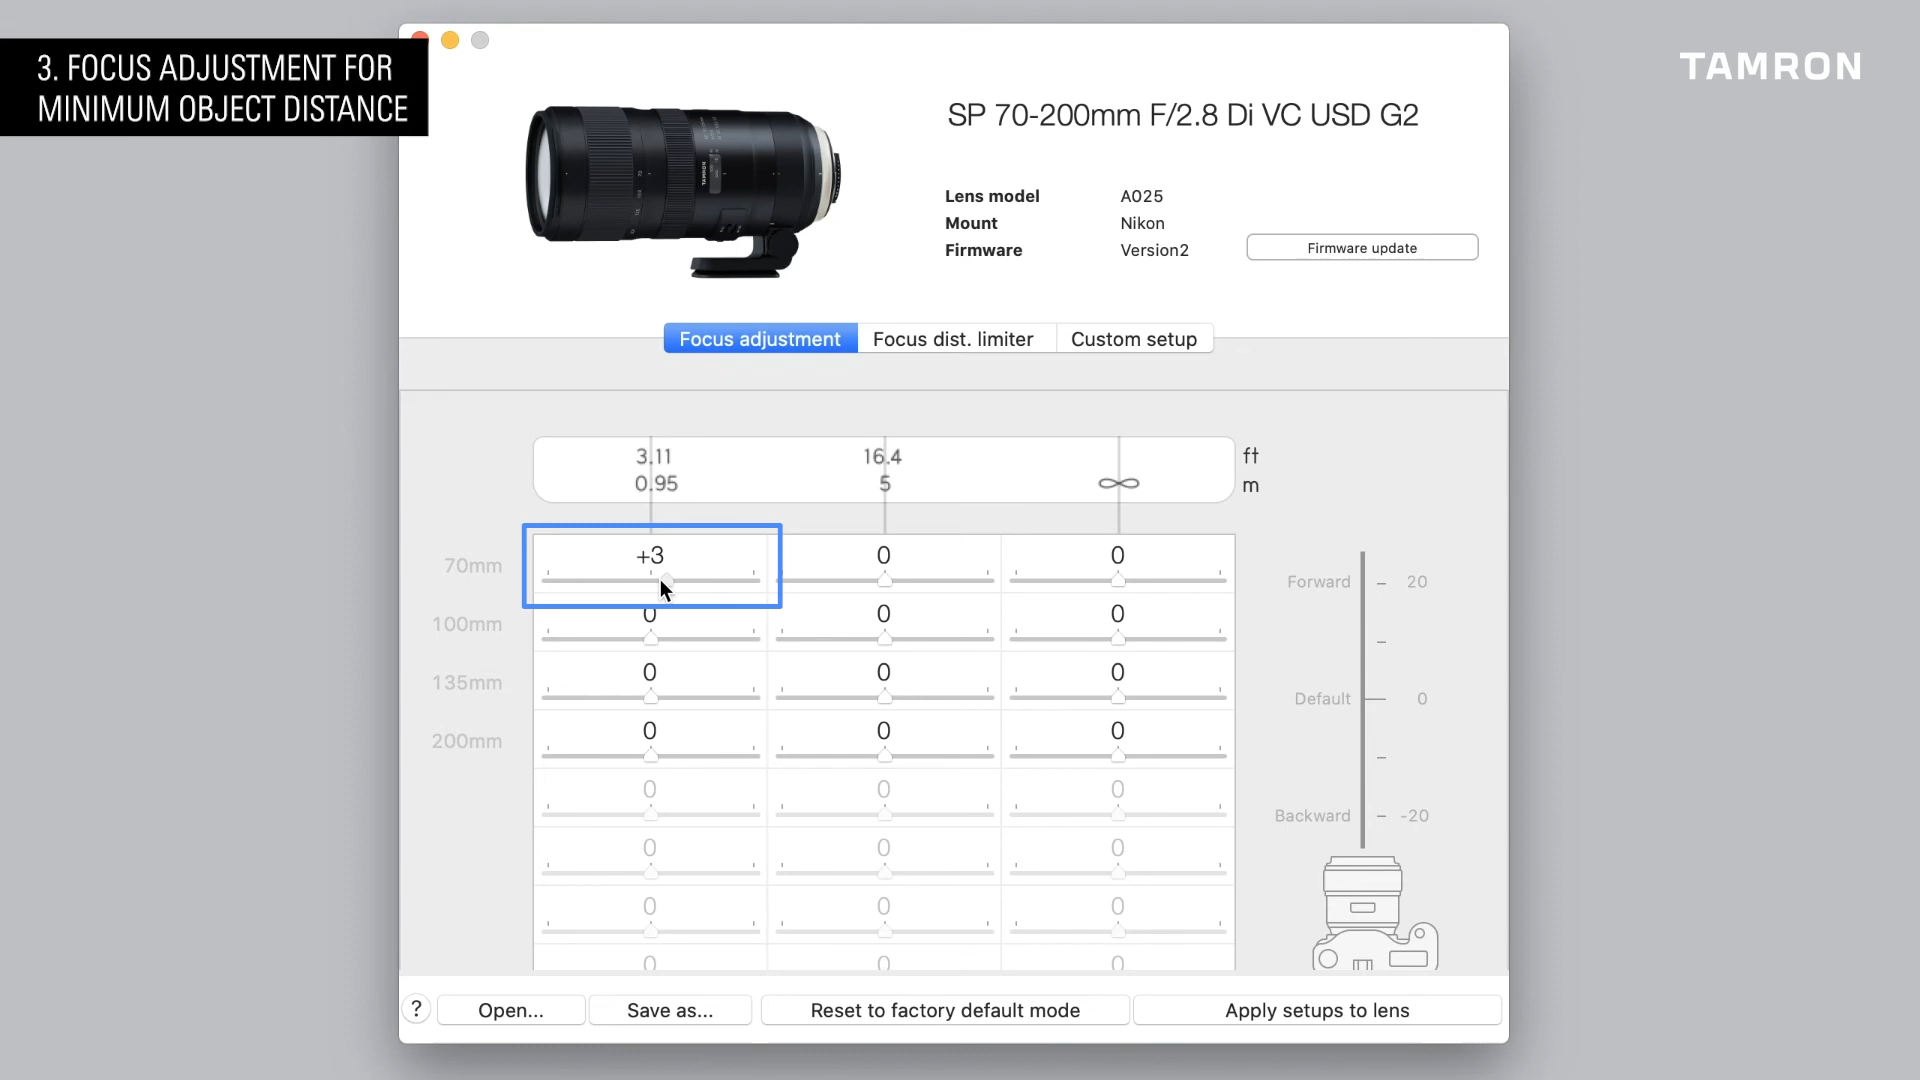 3. FOCUS ADJUSTMENT FOR
MINIMUM OBJECT DISTANCE
TAMRON
SP 70-200mm F/2.8 Di VC USD G2
Lens model A025
Mount Nikon
Firmware Version2
Firmware update
Focus adjustment Focus dist. limiter Custom setup
3.11 16.4 ft
0.95 5 ∞ m
70mm +3 0 0
100mm 0 0 0
135mm 0 0 0
200mm 0 0 0
0 0 0
0 0 0
0 0 0
0 0 0
Forward 20
Default 0
Backward -20
? Open... Save as... Reset to factory default mode Apply setups to lens